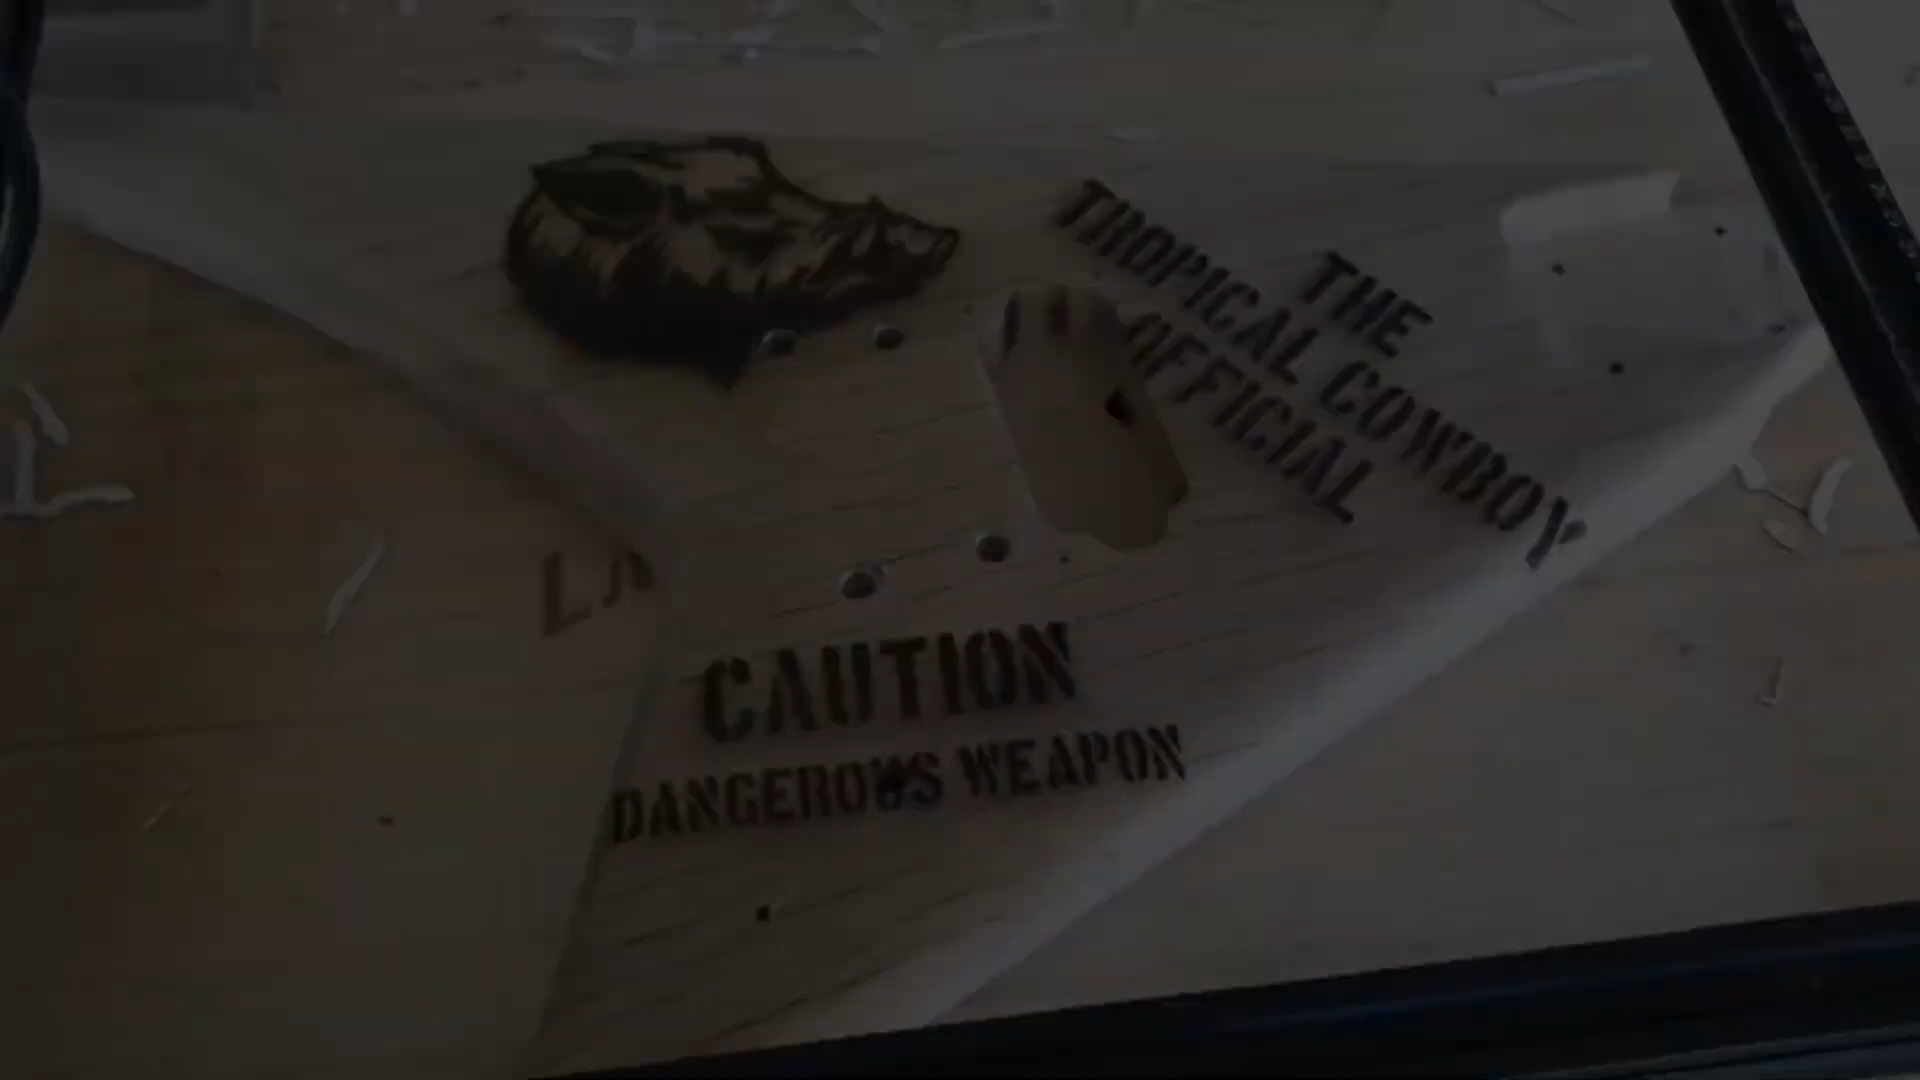 THE
TROPICAL COWBOY
OFFICIAL
CAUTION
DANGEROUS WEAPON